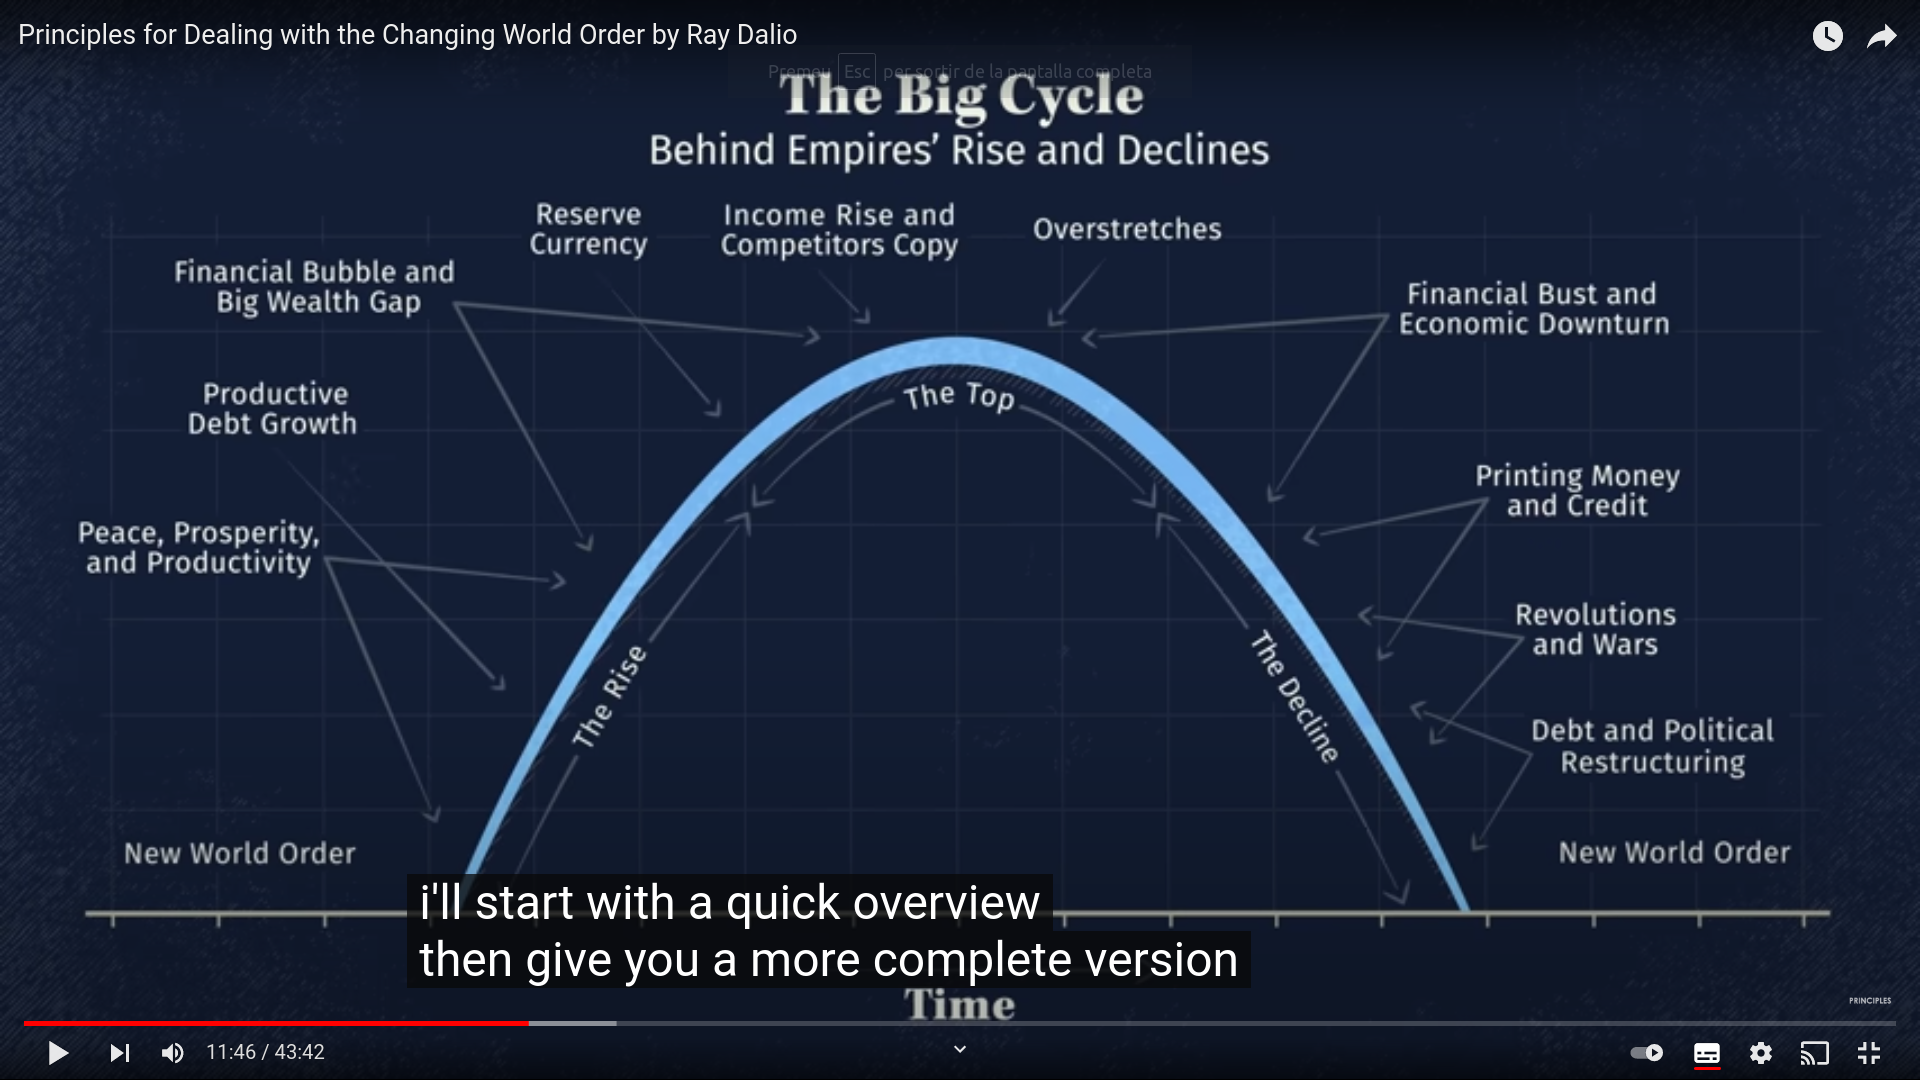 Principles for Dealing with the Changing World Order by Ray Dalio
Premeu Esc per sortir de la pantalla completa
The Big Cycle
Behind Empires' Rise and Declines
Reserve
Currency
Income Rise and
Competitors Copy
Overstretches
Financial Bubble and
Big Wealth Gap
Financial Bust and
Economic Downturn
Productive
Debt Growth
The Top
Printing Money
and Credit
Peace, Prosperity,
and Productivity
Revolutions
and Wars
The Rise
The Decline
Debt and Political
Restructuring
New World Order
New World Order
i'll start with a quick overview
then give you a more complete version
Time
PRINCIPLES
11:46 / 43:42